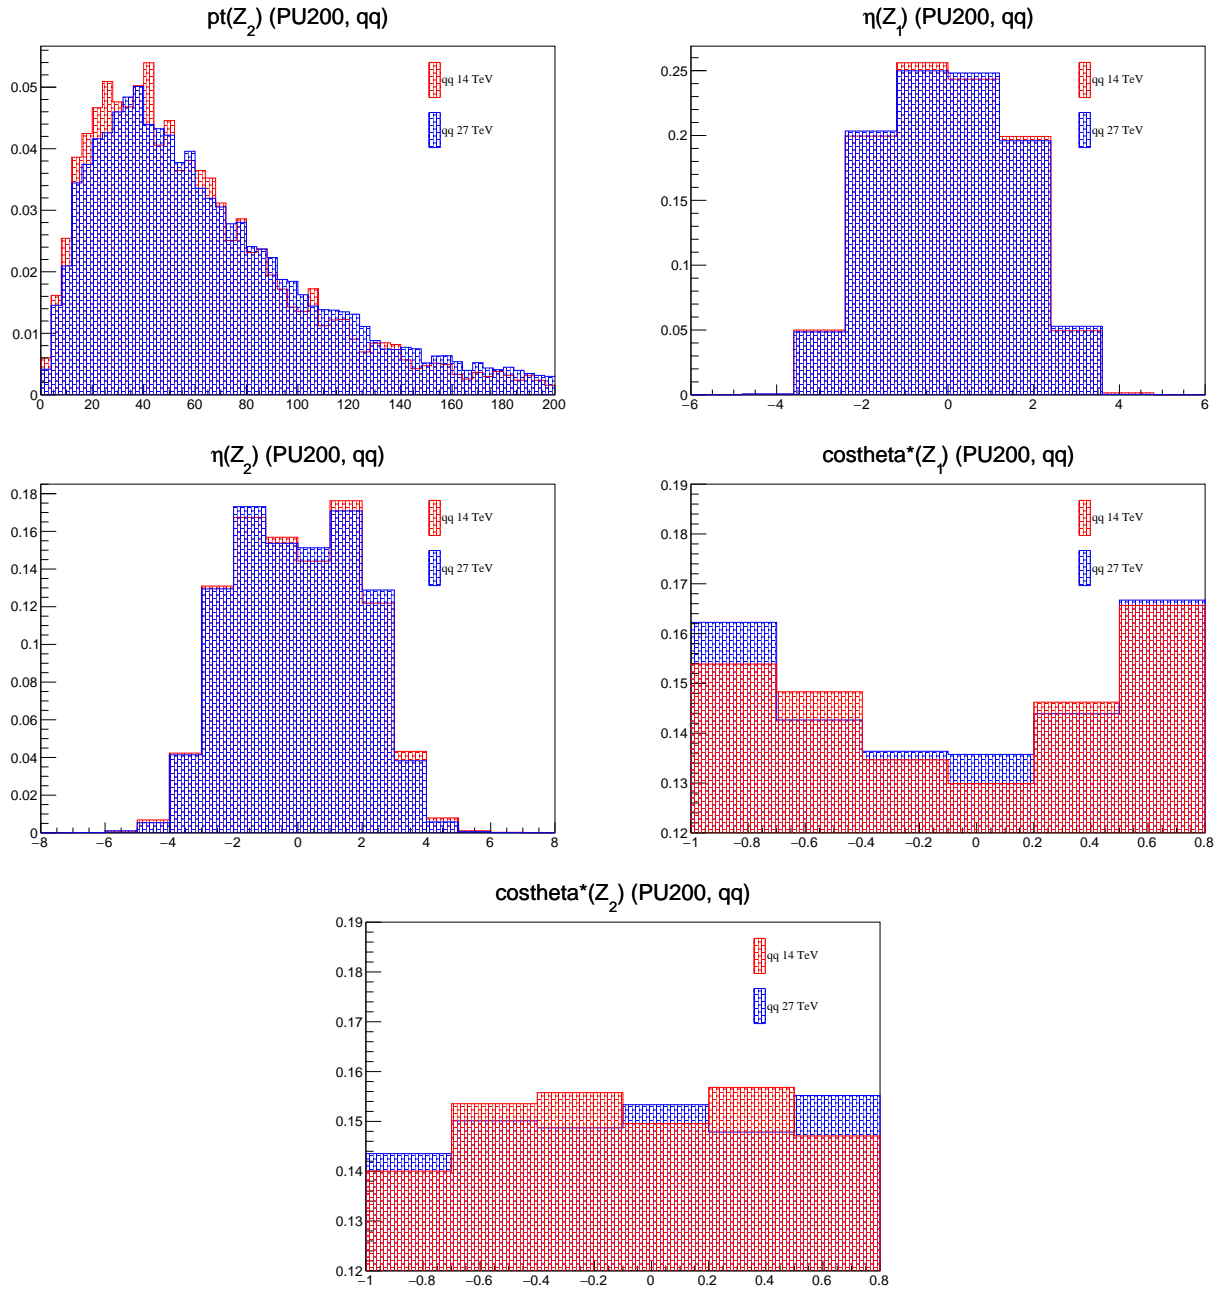 pt(Z_2) (PU200, qq)
qq 14 TeV
qq 27 TeV
0.05
0.04
0.03
0.02
0.01
0
0 20 40 60 80 100 120 140 160 180 200
η(Z_1) (PU200, qq)
qq 14 TeV
qq 27 TeV
0.25
0.2
0.15
0.1
0.05
0
−6 −4 −2 0 2 4 6
η(Z_2) (PU200, qq)
qq 14 TeV
qq 27 TeV
0.18
0.16
0.14
0.12
0.1
0.08
0.06
0.04
0.02
0
−8 −6 −4 −2 0 2 4 6 8
costheta*(Z_1) (PU200, qq)
qq 14 TeV
qq 27 TeV
0.19
0.18
0.17
0.16
0.15
0.14
0.13
0.12
−1 −0.8 −0.6 −0.4 −0.2 0 0.2 0.4 0.6 0.8
costheta*(Z_2) (PU200, qq)
qq 14 TeV
qq 27 TeV
0.19
0.18
0.17
0.16
0.15
0.14
0.13
0.12
−1 −0.8 −0.6 −0.4 −0.2 0 0.2 0.4 0.6 0.8